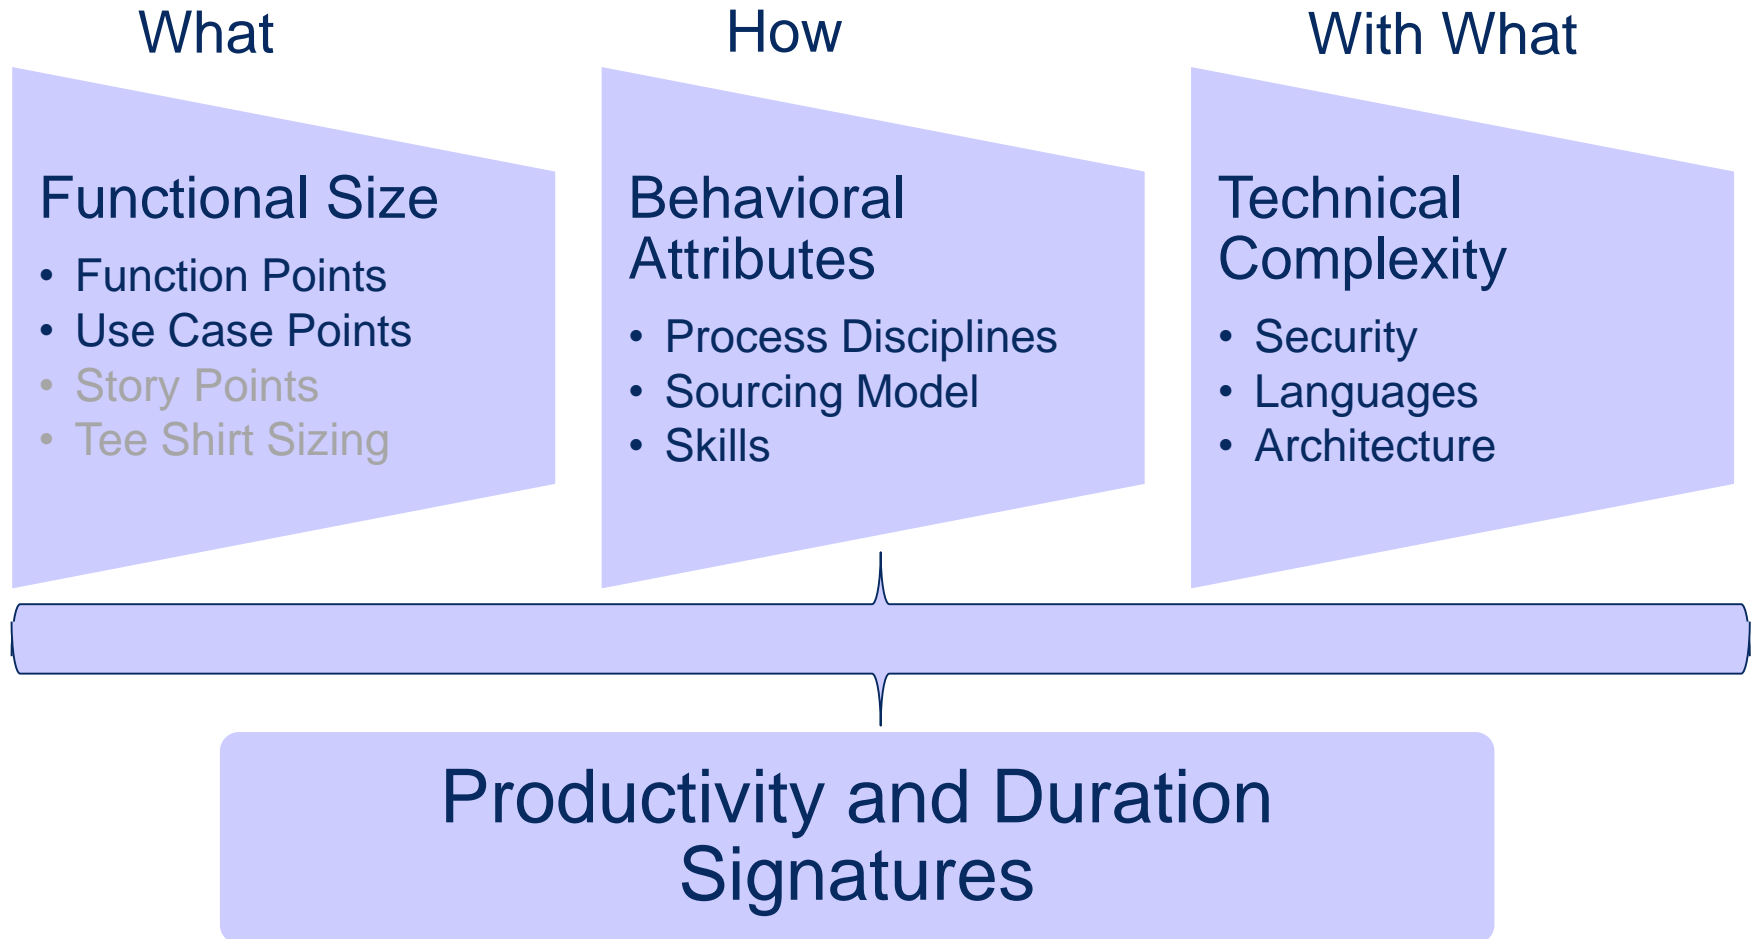 What
How
With What
Functional Size
• Function Points
• Use Case Points
• Story Points
• Tee Shirt Sizing
Behavioral
Attributes
• Process Disciplines
• Sourcing Model
• Skills
Technical
Complexity
• Security
• Languages
• Architecture
Productivity and Duration
Signatures